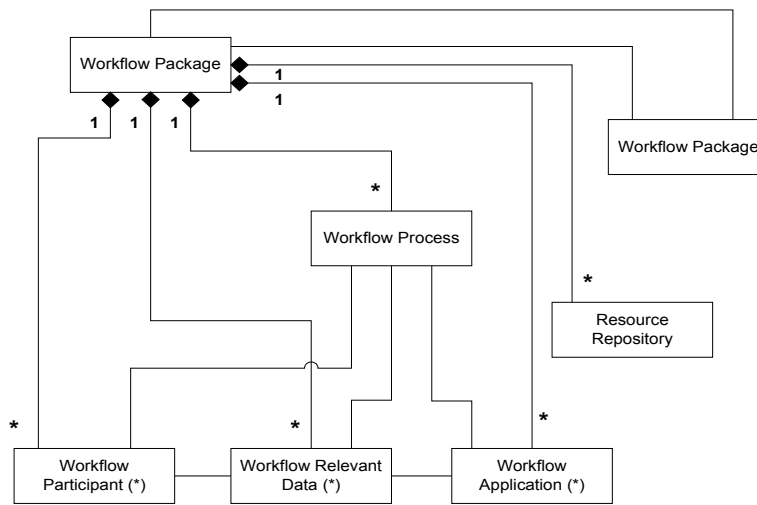 Workflow Package
1
1
1
1
1
Workflow Package
*
Workflow Process
*
Resource
Repository
*
*
*
Workflow
Participant (*)
Workflow Relevant
Data (*)
Workflow
Application (*)